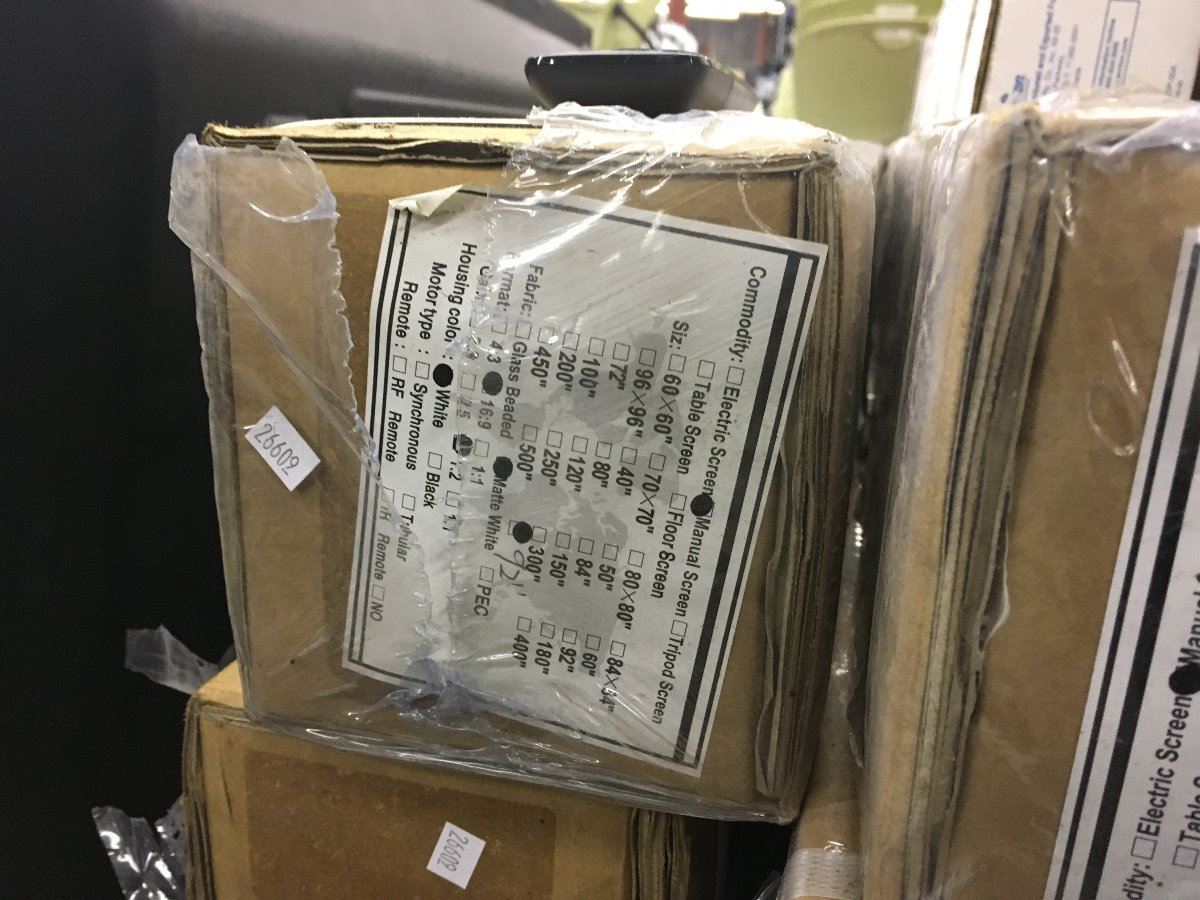 Commodity: □Electric Screen ●Manual Screen □Tripod Screen
□Table Screen □Floor Screen
Siz: □60×60" □70×70" □80×80" □84×84"
□96×96" □40" □50" □60"
□72" □80" □84" □92"
□100" □120" □150" □180"
□200" □250" ●300" □400"
□450" □500" 92"
Fabric: □Glass Beaded ●Matte White □PEC
□4:3 ●16:9 □1:1
Housing color: ●White □Black
Motor type : □Synchronous □Tubular
Remote : □RF Remote □IR Remote □NO
26602
26602
□Electric Screen